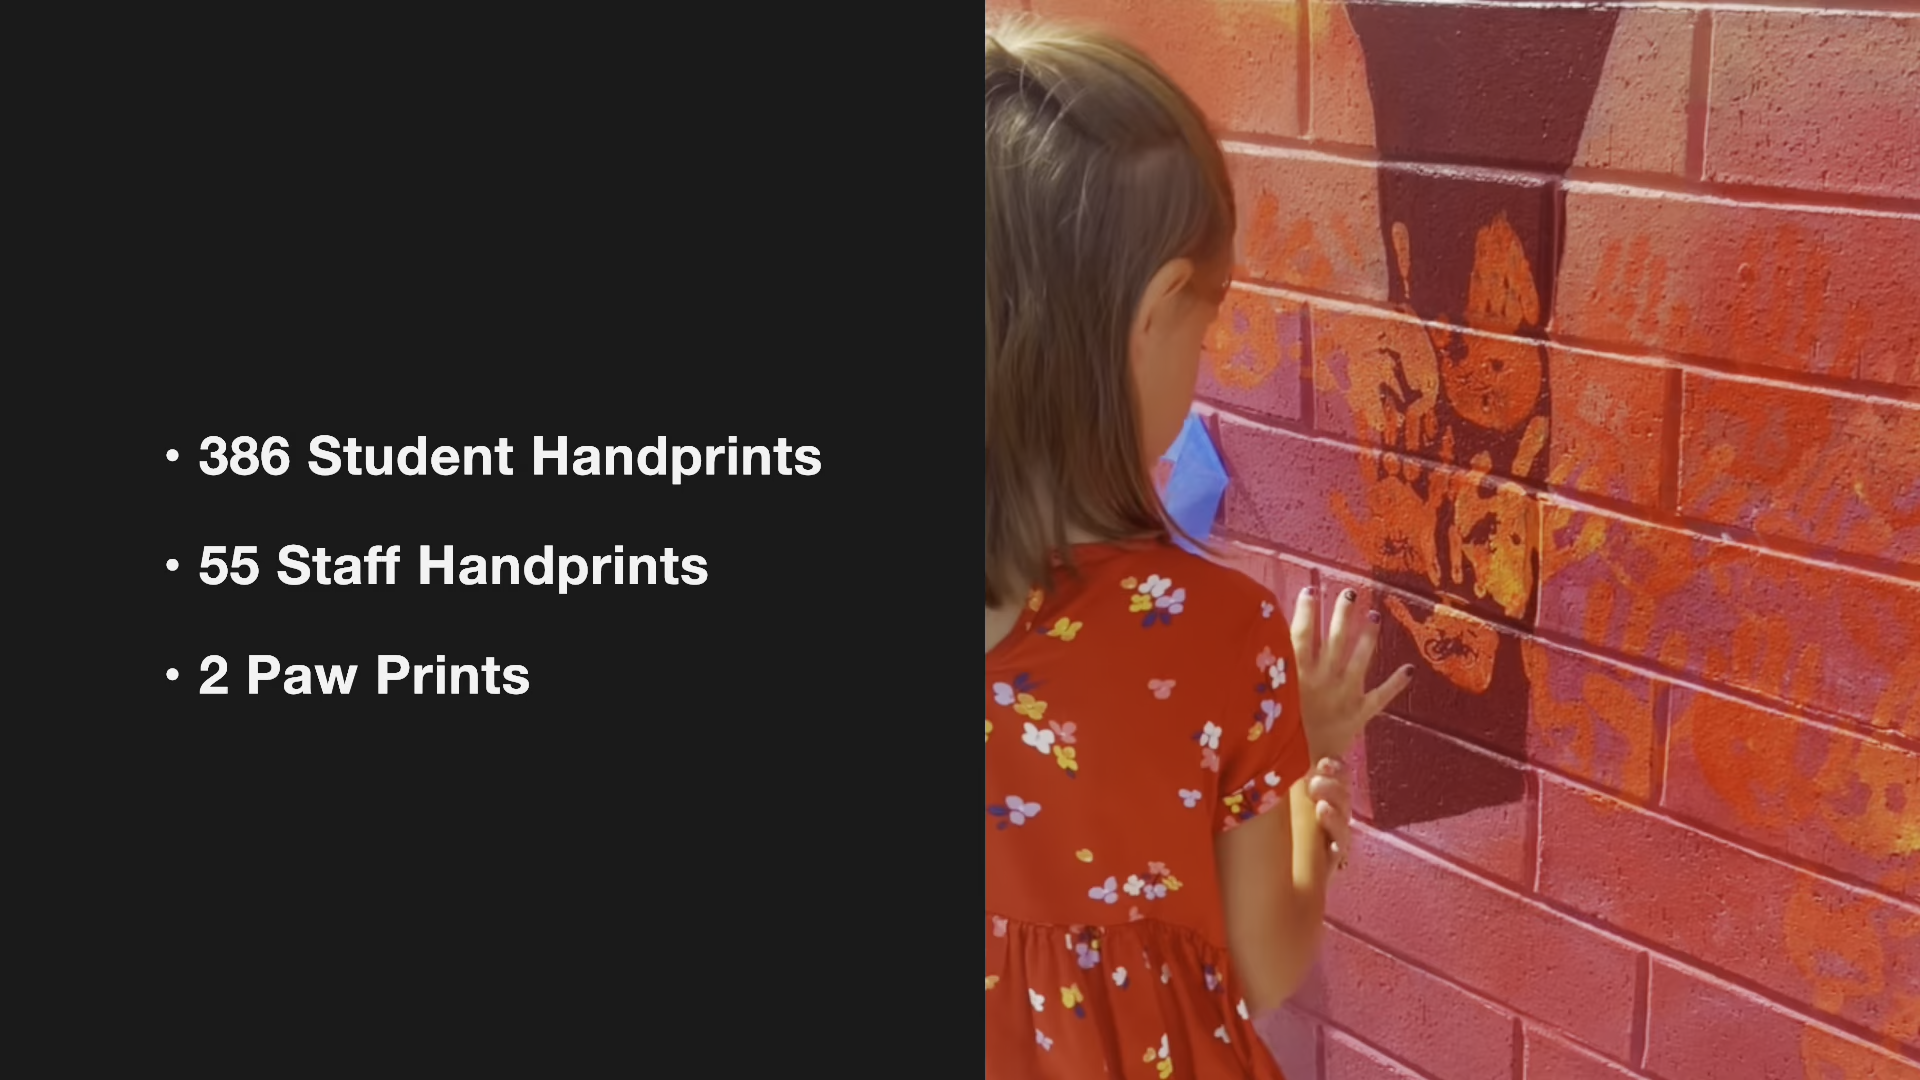 • 386 Student Handprints
• 55 Staff Handprints
• 2 Paw Prints